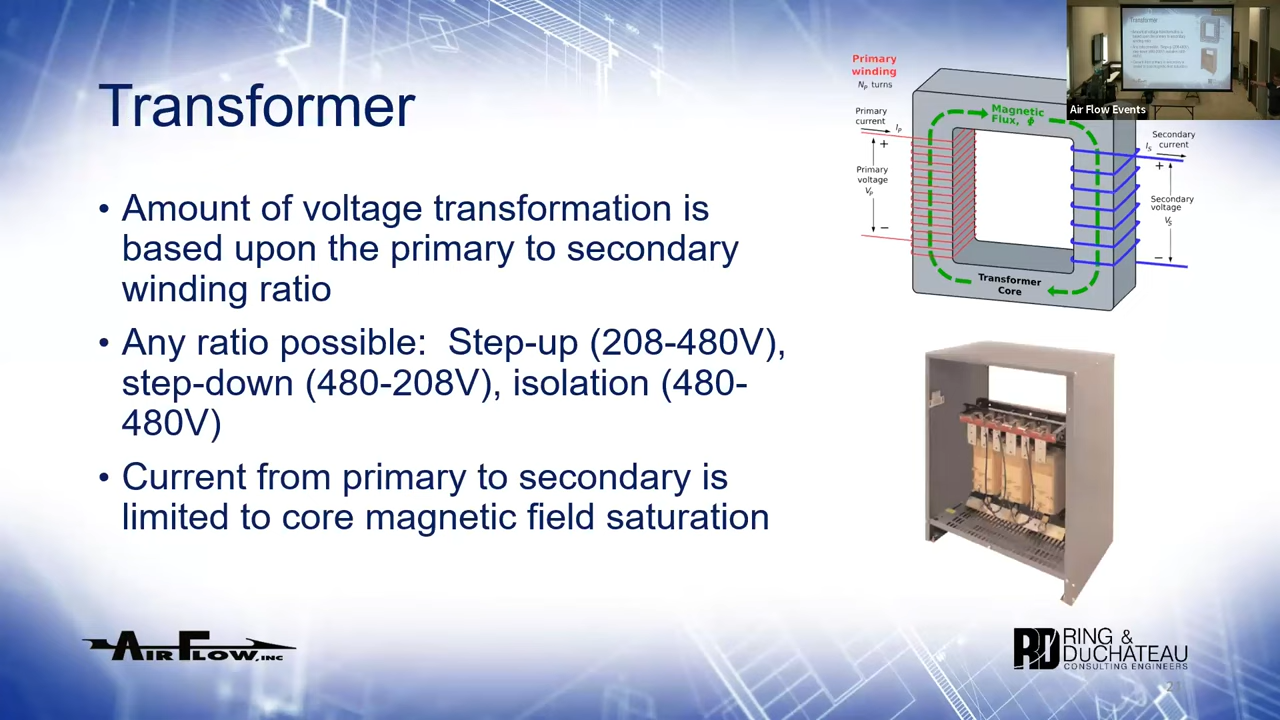 Transformer
• Amount of voltage transformation is
based upon the primary to secondary
winding ratio
• Any ratio possible:  Step-up (208-480V),
step-down (480-208V), isolation (480-
480V)
• Current from primary to secondary is
limited to core magnetic field saturation
Primary
winding
NP turns
Primary
current
IP
+
Primary
voltage
VP
−
Magnetic
Flux, Φ
Transformer
Core
IS
Secondary
current
+
Secondary
voltage
VS
−
Transformer
Air Flow Events
AIR FLOW, INC
RD RING &
DUCHATEAU
CONSULTING ENGINEERS